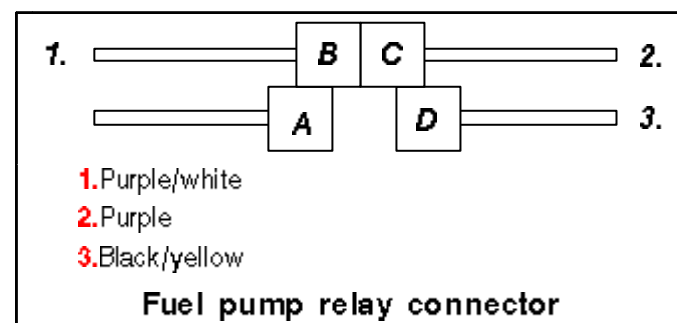 1. B C 2.
A D 3.
1.Purple/white
2.Purple
3.Black/yellow
Fuel pump relay connector